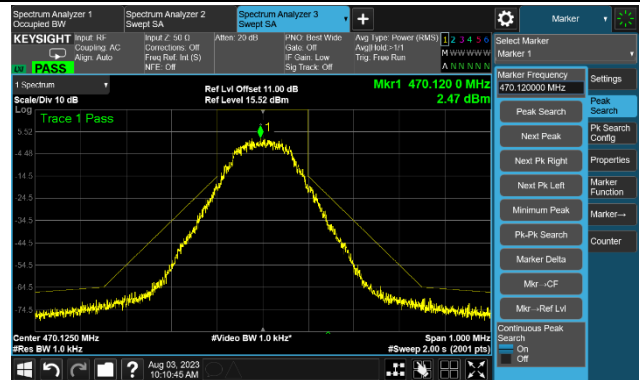 Spectrum Analyzer 1
Occupied BW
Spectrum Analyzer 2
Swept SA
Spectrum Analyzer 3
Swept SA
Marker
KEYSIGHT
Input: RF
Coupling: AC
Align: Auto
Input Z: 50 Ω
Corrections: Off
Freq Ref: Int (S)
NFE: Off
Atten: 20 dB
PNO: Best Wide
Gate: Off
IF Gain: Low
Sig Track: Off
Avg Type: Power (RMS)
Avg|Hold:>1/1
Trig: Free Run
1 2 3 4 5 6
M W W W W W
A N N N N N
PASS
Select Marker
Marker 1
1 Spectrum
Scale/Div 10 dB
Ref Lvl Offset 11.00 dB
Ref Level 15.52 dBm
Mkr1 470.120 0 MHz
2.47 dBm
Log
Trace 1 Pass
1
5.52
-4.48
-14.5
-24.5
-34.5
-44.5
-54.5
-64.5
-74.5
Center 470.1250 MHz
#Res BW 1.0 kHz
#Video BW 1.0 kHz*
Span 1.000 MHz
#Sweep 2.00 s (2001 pts)
Marker Frequency
470.120000 MHz
Peak Search
Next Peak
Next Pk Right
Next Pk Left
Minimum Peak
Pk-Pk Search
Marker Delta
Mkr→CF
Mkr→Ref Lvl
Continuous Peak
Search
On
Off
Settings
Peak
Search
Pk Search
Config
Properties
Marker
Function
Marker→
Counter
Aug 03, 2023
10:10:45 AM